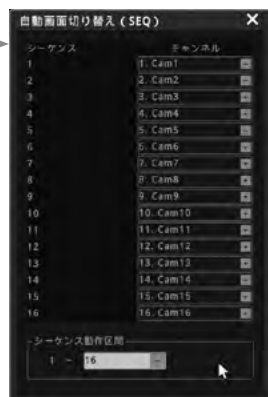 自動画面切り替え ( SEQ ) ✕
シーケンス チャンネル
1 1. Cam1
2 2. Cam2
3 3. Cam3
4 4. Cam4
5 5. Cam5
6 6. Cam6
7 7. Cam7
8 8. Cam8
9 9. Cam9
10 10. Cam10
11 11. Cam11
12 12. Cam12
13 13. Cam13
14 14. Cam14
15 15. Cam15
16 16. Cam16
シーケンス動作区間
1 ~ 16